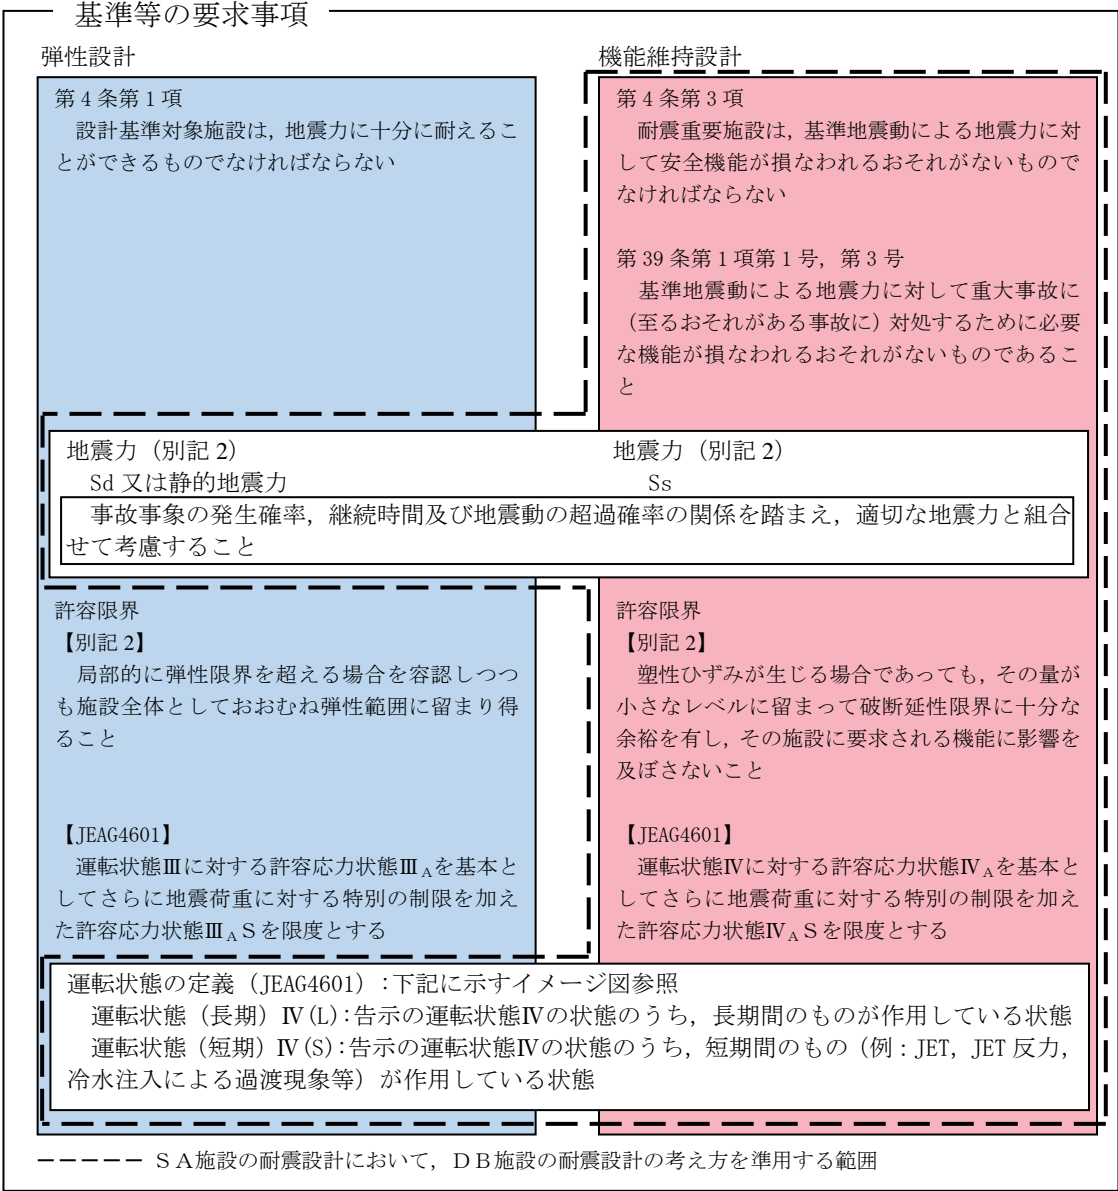 基準等の要求事項
弾性設計
第4条第1項
設計基準対象施設は，地震力に十分に耐えるこ
とができるものでなければならない
機能維持設計
第4条第3項
耐震重要施設は，基準地震動による地震力に対
して安全機能が損なわれるおそれがないもので
なければならない
第39条第1項第1号，第3号
基準地震動による地震力に対して重大事故に
（至るおそれがある事故に）対処するために必要
な機能が損なわれるおそれがないものであるこ
と
地震力（別記2）
Sd又は静的地震力
地震力（別記2）
Ss
事故事象の発生確率，継続時間及び地震動の超過確率の関係を踏まえ，適切な地震力と組合
せて考慮すること
許容限界
【別記2】
局部的に弾性限界を超える場合を容認しつつ
も施設全体としておおむね弾性範囲に留まり得
ること
【JEAG4601】
運転状態Ⅲに対する許容応力状態ⅢAを基本と
してさらに地震荷重に対する特別の制限を加え
た許容応力状態ⅢASを限度とする
許容限界
【別記2】
塑性ひずみが生じる場合であっても，その量が
小さなレベルに留まって破断延性限界に十分な
余裕を有し，その施設に要求される機能に影響を
及ぼさないこと
【JEAG4601】
運転状態Ⅳに対する許容応力状態ⅣAを基本と
してさらに地震荷重に対する特別の制限を加え
た許容応力状態ⅣASを限度とする
運転状態の定義（JEAG4601）：下記に示すイメージ図参照
運転状態（長期）Ⅳ(L)：告示の運転状態Ⅳの状態のうち，長期間のものが作用している状態
運転状態（短期）Ⅳ(S)：告示の運転状態Ⅳの状態のうち，短期間のもの（例：JET，JET反力，
冷水注入による過渡現象等）が作用している状態
ＳＡ施設の耐震設計において，ＤＢ施設の耐震設計の考え方を準用する範囲